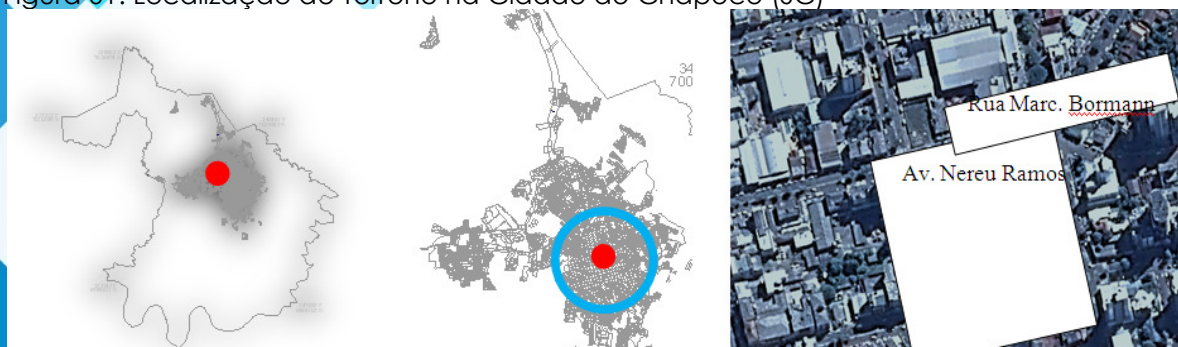 Figura 01: Localização do Terreno na Cidade de Chapecó (SC)
34
700
Rua Marc. Bormann
Av. Nereu Ramos